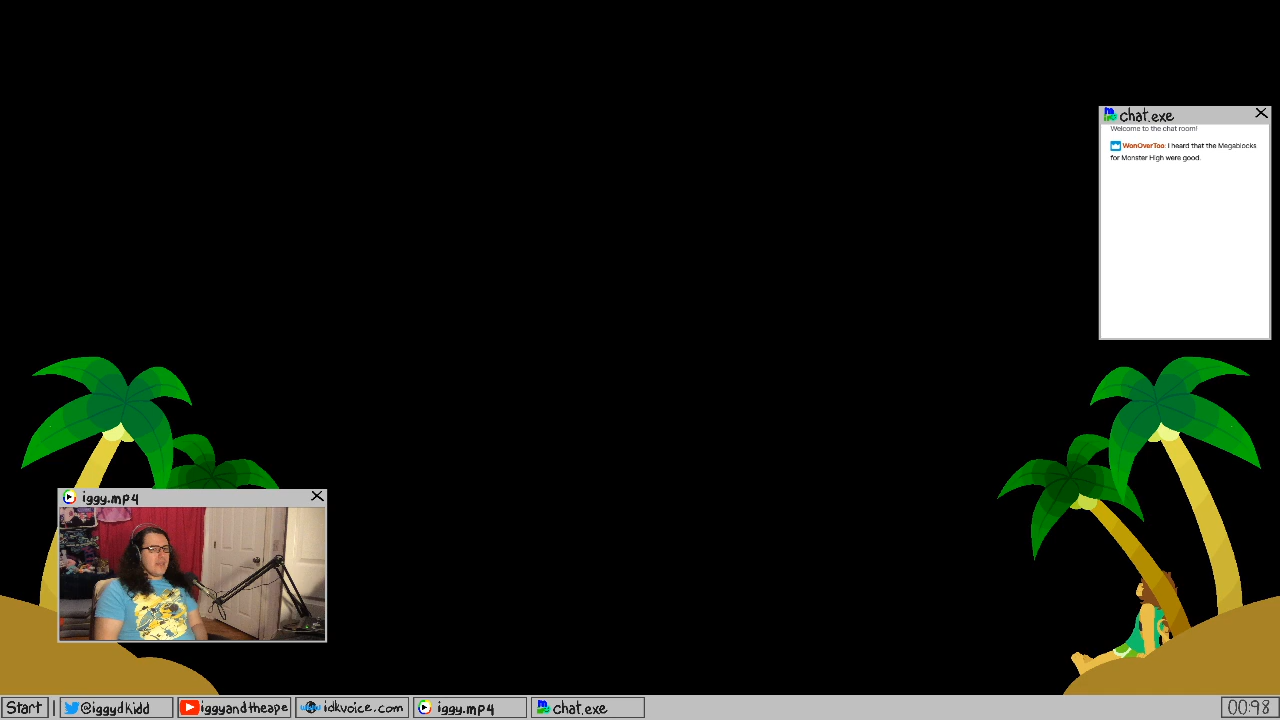 chat.exe
Welcome to the chat room!
WonOverToo: I heard that the Megablocks
for Monster High were good.
iggy.mp4
Start | @iggydkidd iggyandtheape idkvoice.com iggy.mp4 chat.exe 00:98